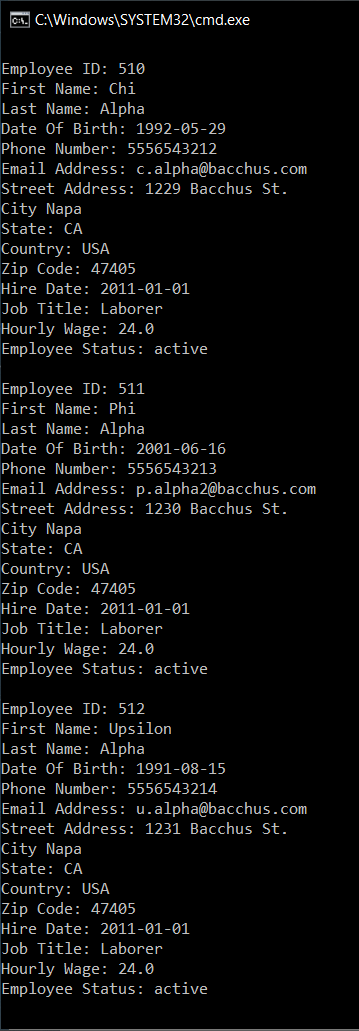 C:\Windows\SYSTEM32\cmd.exe
Employee ID: 510
First Name: Chi
Last Name: Alpha
Date Of Birth: 1992-05-29
Phone Number: 5556543212
Email Address: c.alpha@bacchus.com
Street Address: 1229 Bacchus St.
City Napa
State: CA
Country: USA
Zip Code: 47405
Hire Date: 2011-01-01
Job Title: Laborer
Hourly Wage: 24.0
Employee Status: active
Employee ID: 511
First Name: Phi
Last Name: Alpha
Date Of Birth: 2001-06-16
Phone Number: 5556543213
Email Address: p.alpha2@bacchus.com
Street Address: 1230 Bacchus St.
City Napa
State: CA
Country: USA
Zip Code: 47405
Hire Date: 2011-01-01
Job Title: Laborer
Hourly Wage: 24.0
Employee Status: active
Employee ID: 512
First Name: Upsilon
Last Name: Alpha
Date Of Birth: 1991-08-15
Phone Number: 5556543214
Email Address: u.alpha@bacchus.com
Street Address: 1231 Bacchus St.
City Napa
State: CA
Country: USA
Zip Code: 47405
Hire Date: 2011-01-01
Job Title: Laborer
Hourly Wage: 24.0
Employee Status: active